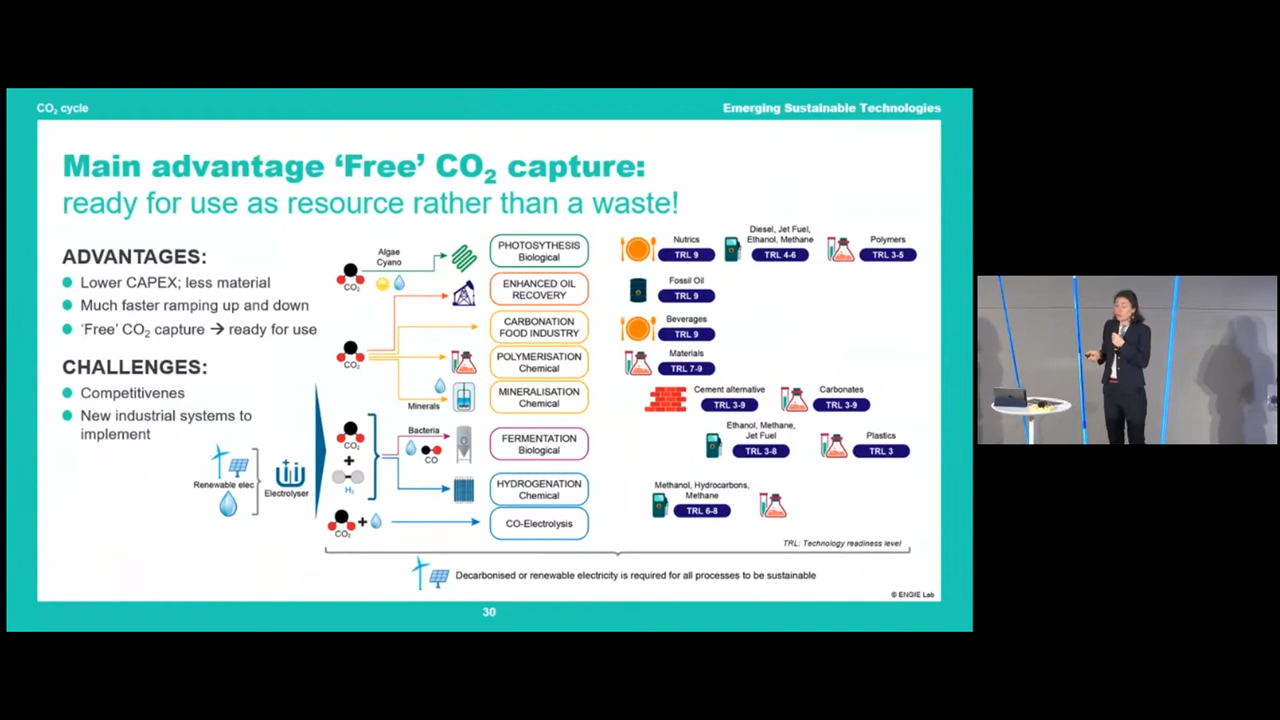 CO₂ cycle
Emerging Sustainable Technologies
Main advantage ‘Free’ CO₂ capture:
ready for use as resource rather than a waste!
ADVANTAGES:
Lower CAPEX; less material
Much faster ramping up and down
‘Free’ CO₂ capture → ready for use
CHALLENGES:
Competitivenes
New industrial systems to
implement
Renewable elec
Electrolyser
Algae
Cyano
CO₂
PHOTOSYTHESIS
Biological
Nutrics
TRL 9
Diesel, Jet Fuel,
Ethanol, Methane
TRL 4-6
Polymers
TRL 3-5
ENHANCED OIL
RECOVERY
Fossil Oil
TRL 9
CO₂
CARBONATION
FOOD INDUSTRY
Beverages
TRL 9
POLYMERISATION
Chemical
Materials
TRL 7-9
Minerals
MINERALISATION
Chemical
Cement alternative
TRL 3-9
Carbonates
TRL 3-9
CO₂
+
H₂
Bacteria
CO
FERMENTATION
Biological
Ethanol, Methane,
Jet Fuel
TRL 3-8
Plastics
TRL 3
HYDROGENATION
Chemical
Methanol, Hydrocarbons,
Methane
TRL 6-8
CO₂
+
CO-Electrolysis
TRL: Technology readiness level
Decarbonised or renewable electricity is required for all processes to be sustainable
© ENGIE Lab
30